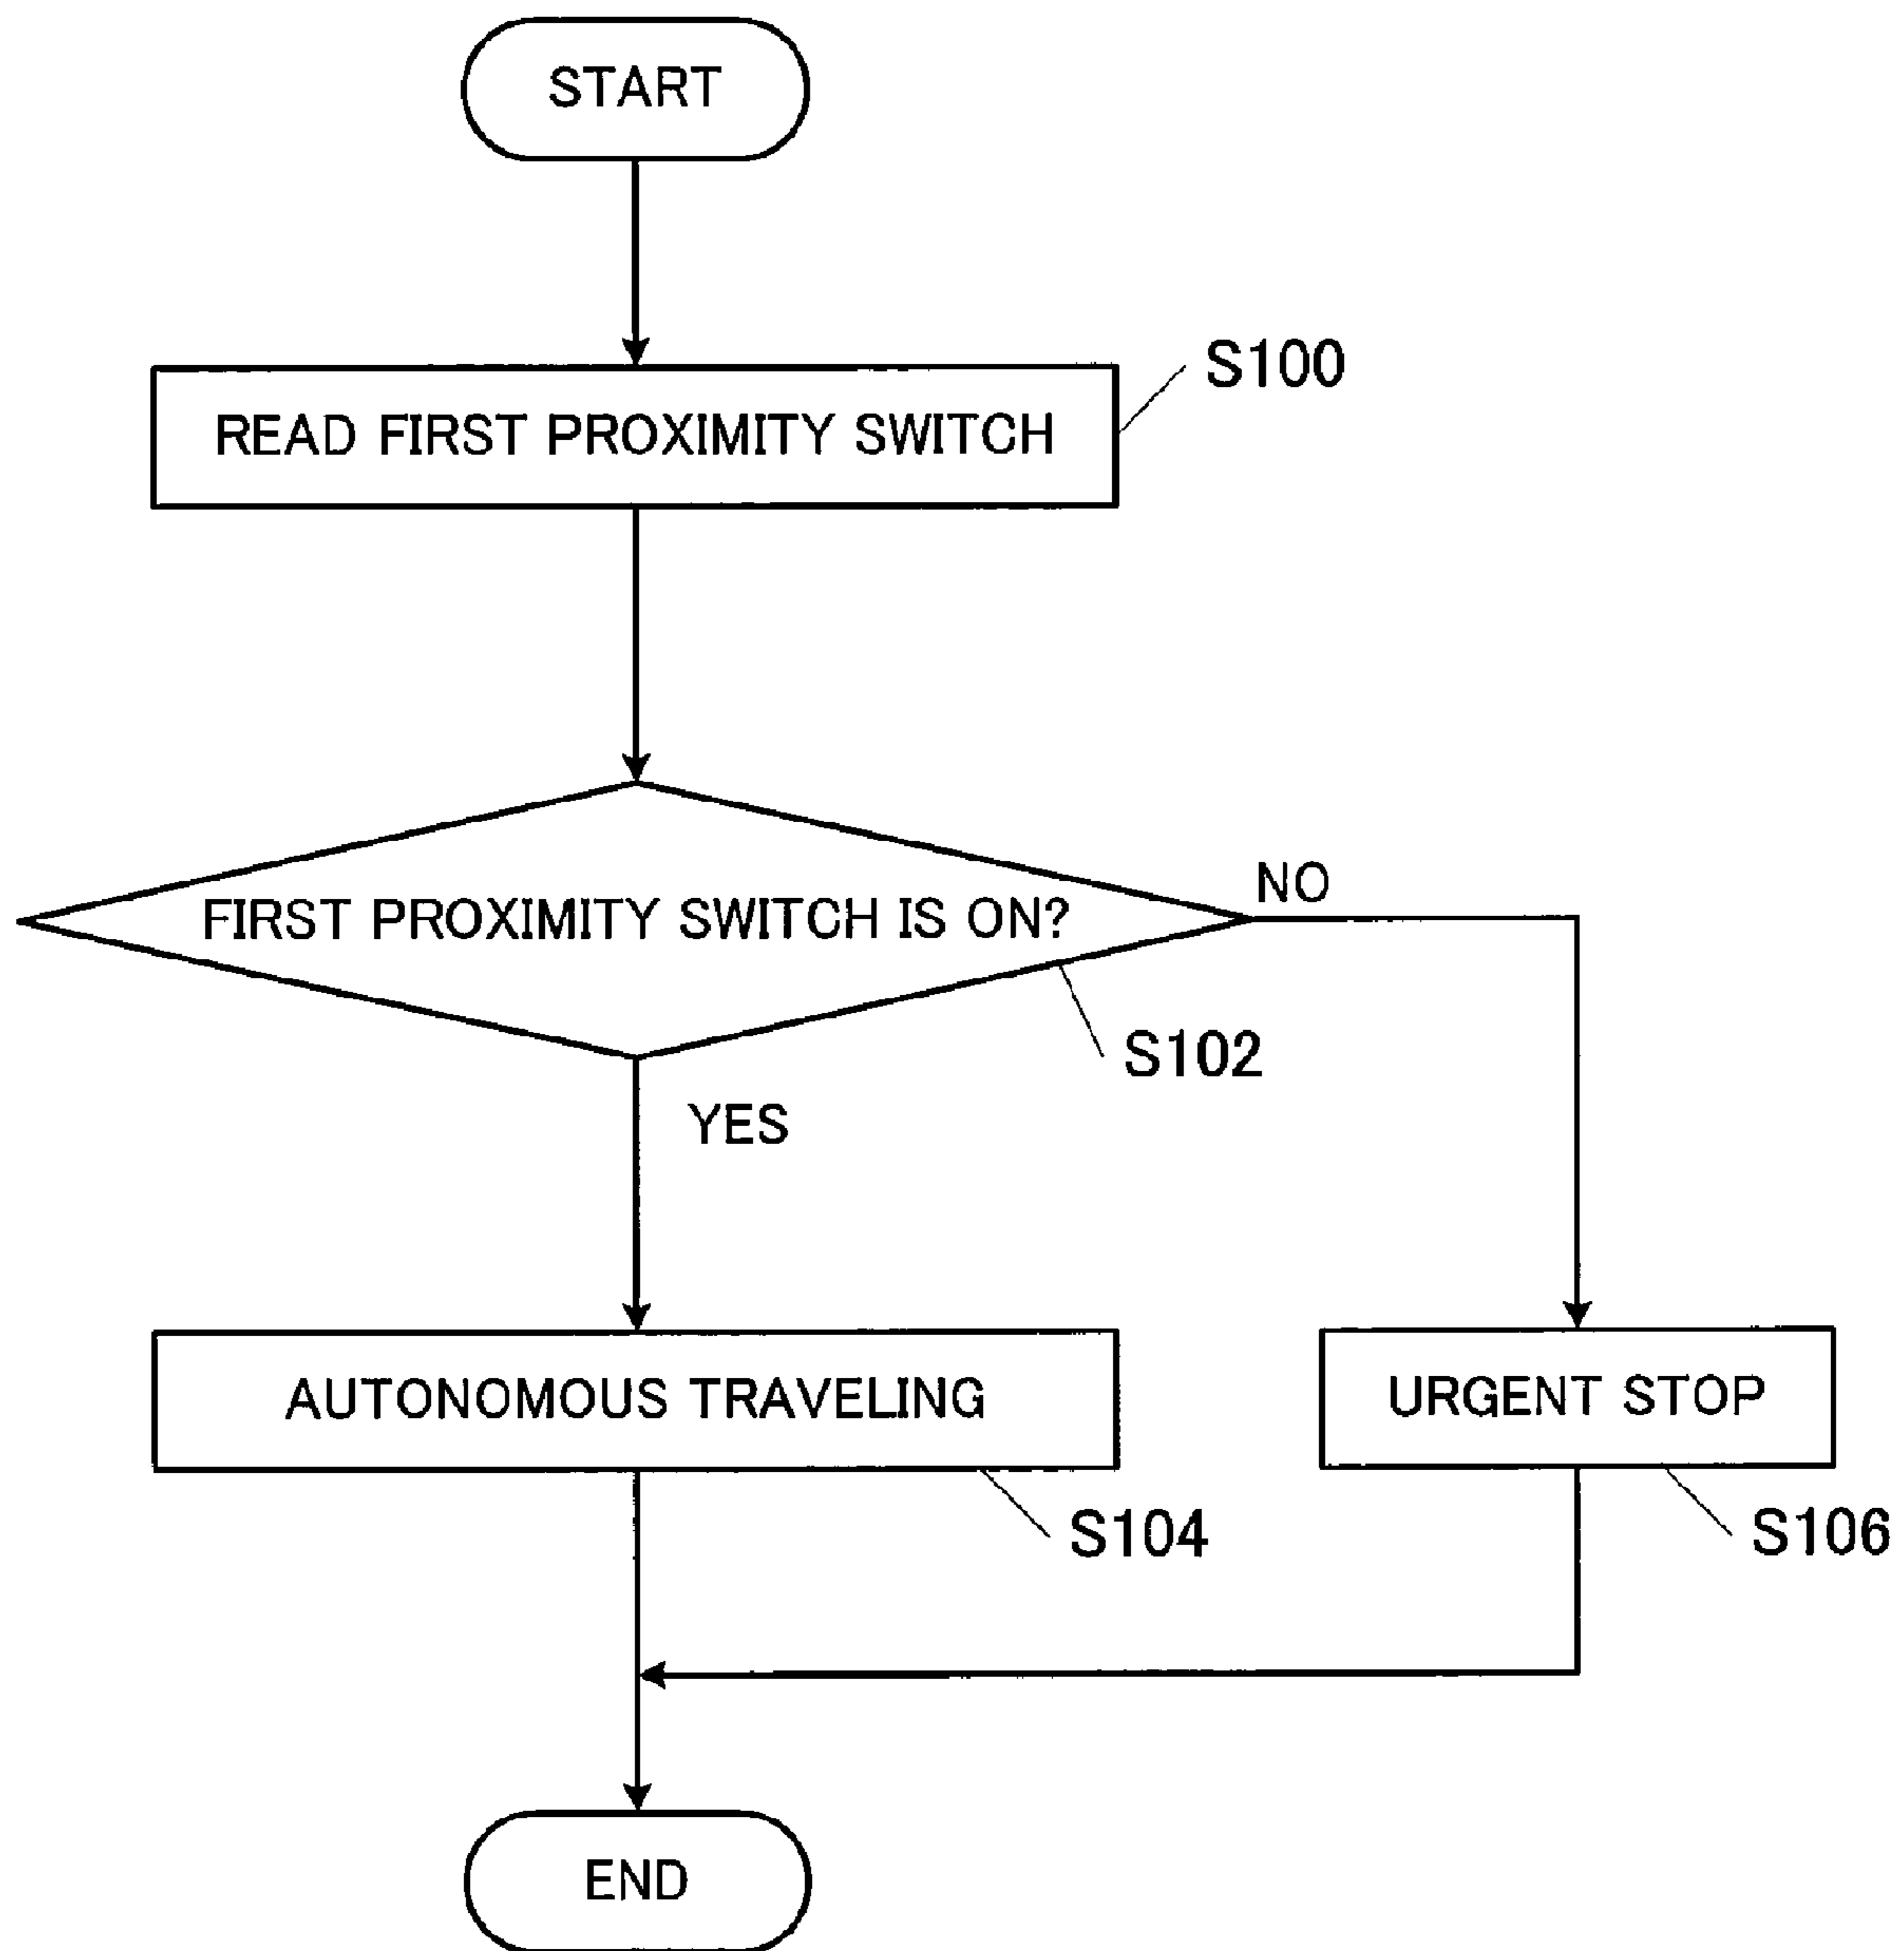 START
READ FIRST PROXIMITY SWITCH
S100
FIRST PROXIMITY SWITCH IS ON?
NO
S102
YES
AUTONOMOUS TRAVELING
URGENT STOP
S104
S106
END